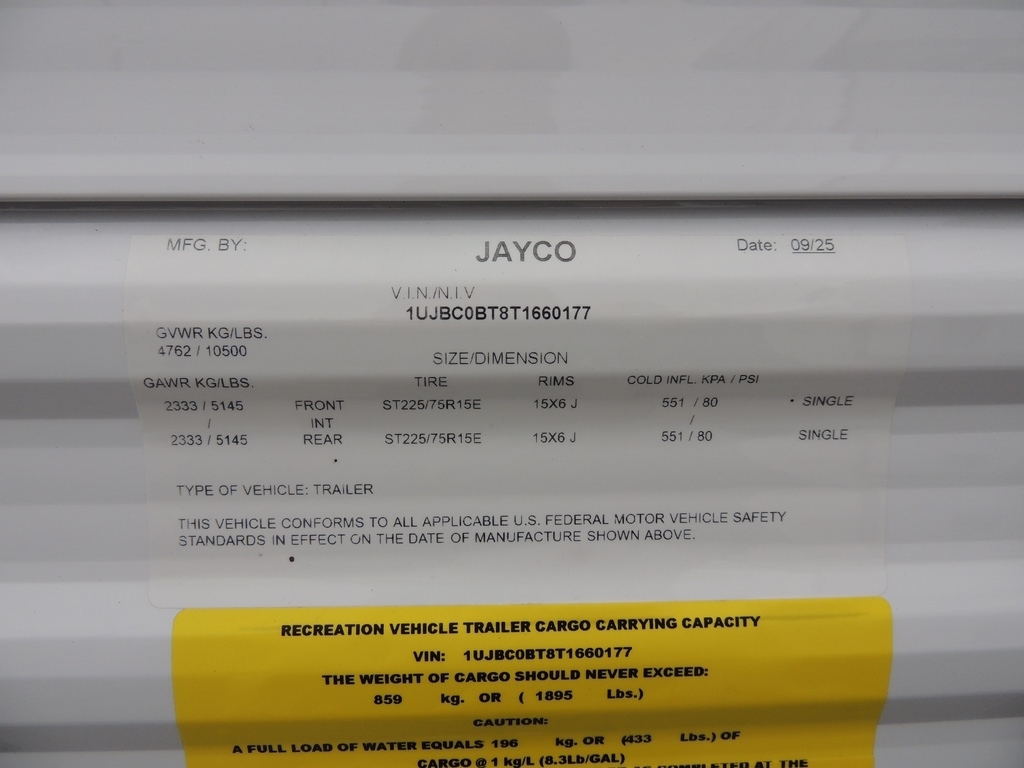 MFG. BY: JAYCO Date: 09/25
V.I.N./N.I.V
1UJBC0BT8T1660177
GVWR KG/LBS.
4762 / 10500
SIZE/DIMENSION
GAWR KG/LBS. TIRE RIMS COLD INFL. KPA / PSI
2333 / 5145 FRONT ST225/75R15E 15X6 J 551 / 80 SINGLE
/ INT /
2333 / 5145 REAR ST225/75R15E 15X6 J 551 / 80 SINGLE
TYPE OF VEHICLE: TRAILER
THIS VEHICLE CONFORMS TO ALL APPLICABLE U.S. FEDERAL MOTOR VEHICLE SAFETY
STANDARDS IN EFFECT ON THE DATE OF MANUFACTURE SHOWN ABOVE.
RECREATION VEHICLE TRAILER CARGO CARRYING CAPACITY
VIN: 1UJBC0BT8T1660177
THE WEIGHT OF CARGO SHOULD NEVER EXCEED:
859 kg. OR ( 1895 Lbs.)
CAUTION:
A FULL LOAD OF WATER EQUALS 196 kg. OR (433 Lbs.) OF
CARGO @ 1 kg/L (8.3Lb/GAL)
COMPLETED AT THE